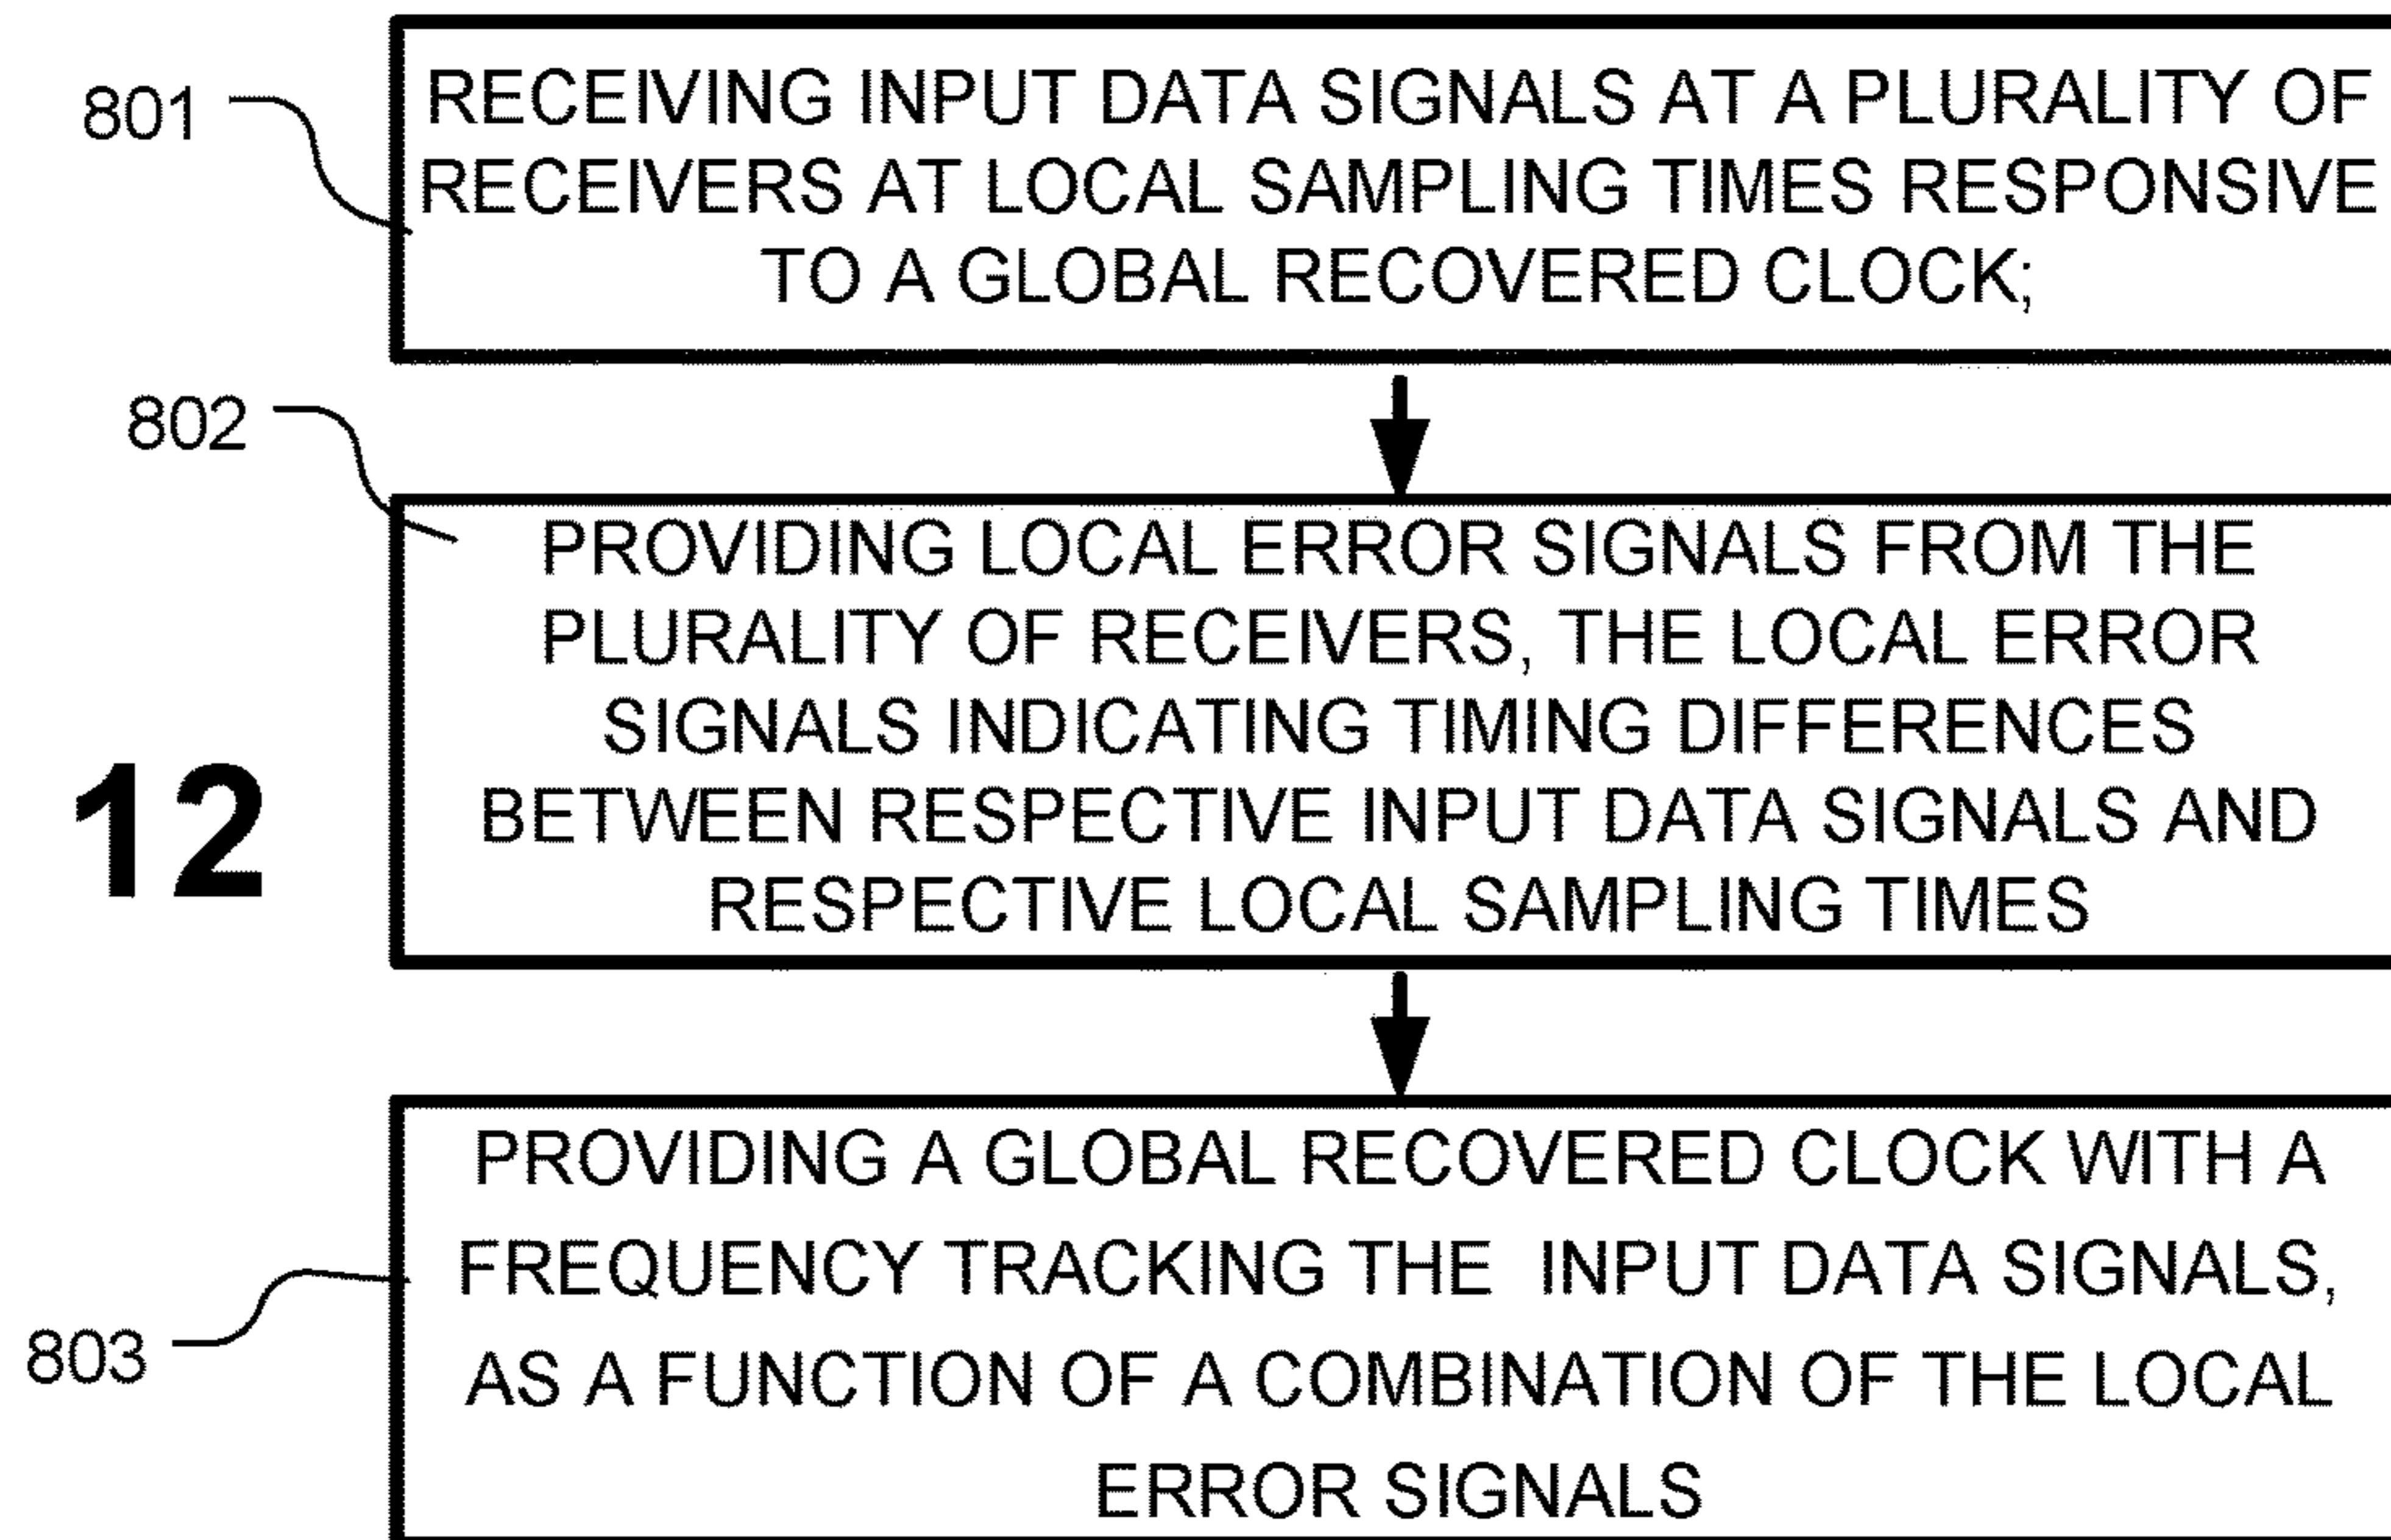 801
RECEIVING INPUT DATA SIGNALS AT A PLURALITY OF
RECEIVERS AT LOCAL SAMPLING TIMES RESPONSIVE
TO A GLOBAL RECOVERED CLOCK;
802
PROVIDING LOCAL ERROR SIGNALS FROM THE
PLURALITY OF RECEIVERS, THE LOCAL ERROR
SIGNALS INDICATING TIMING DIFFERENCES
BETWEEN RESPECTIVE INPUT DATA SIGNALS AND
RESPECTIVE LOCAL SAMPLING TIMES
12
803
PROVIDING A GLOBAL RECOVERED CLOCK WITH A
FREQUENCY TRACKING THE INPUT DATA SIGNALS,
AS A FUNCTION OF A COMBINATION OF THE LOCAL
ERROR SIGNALS